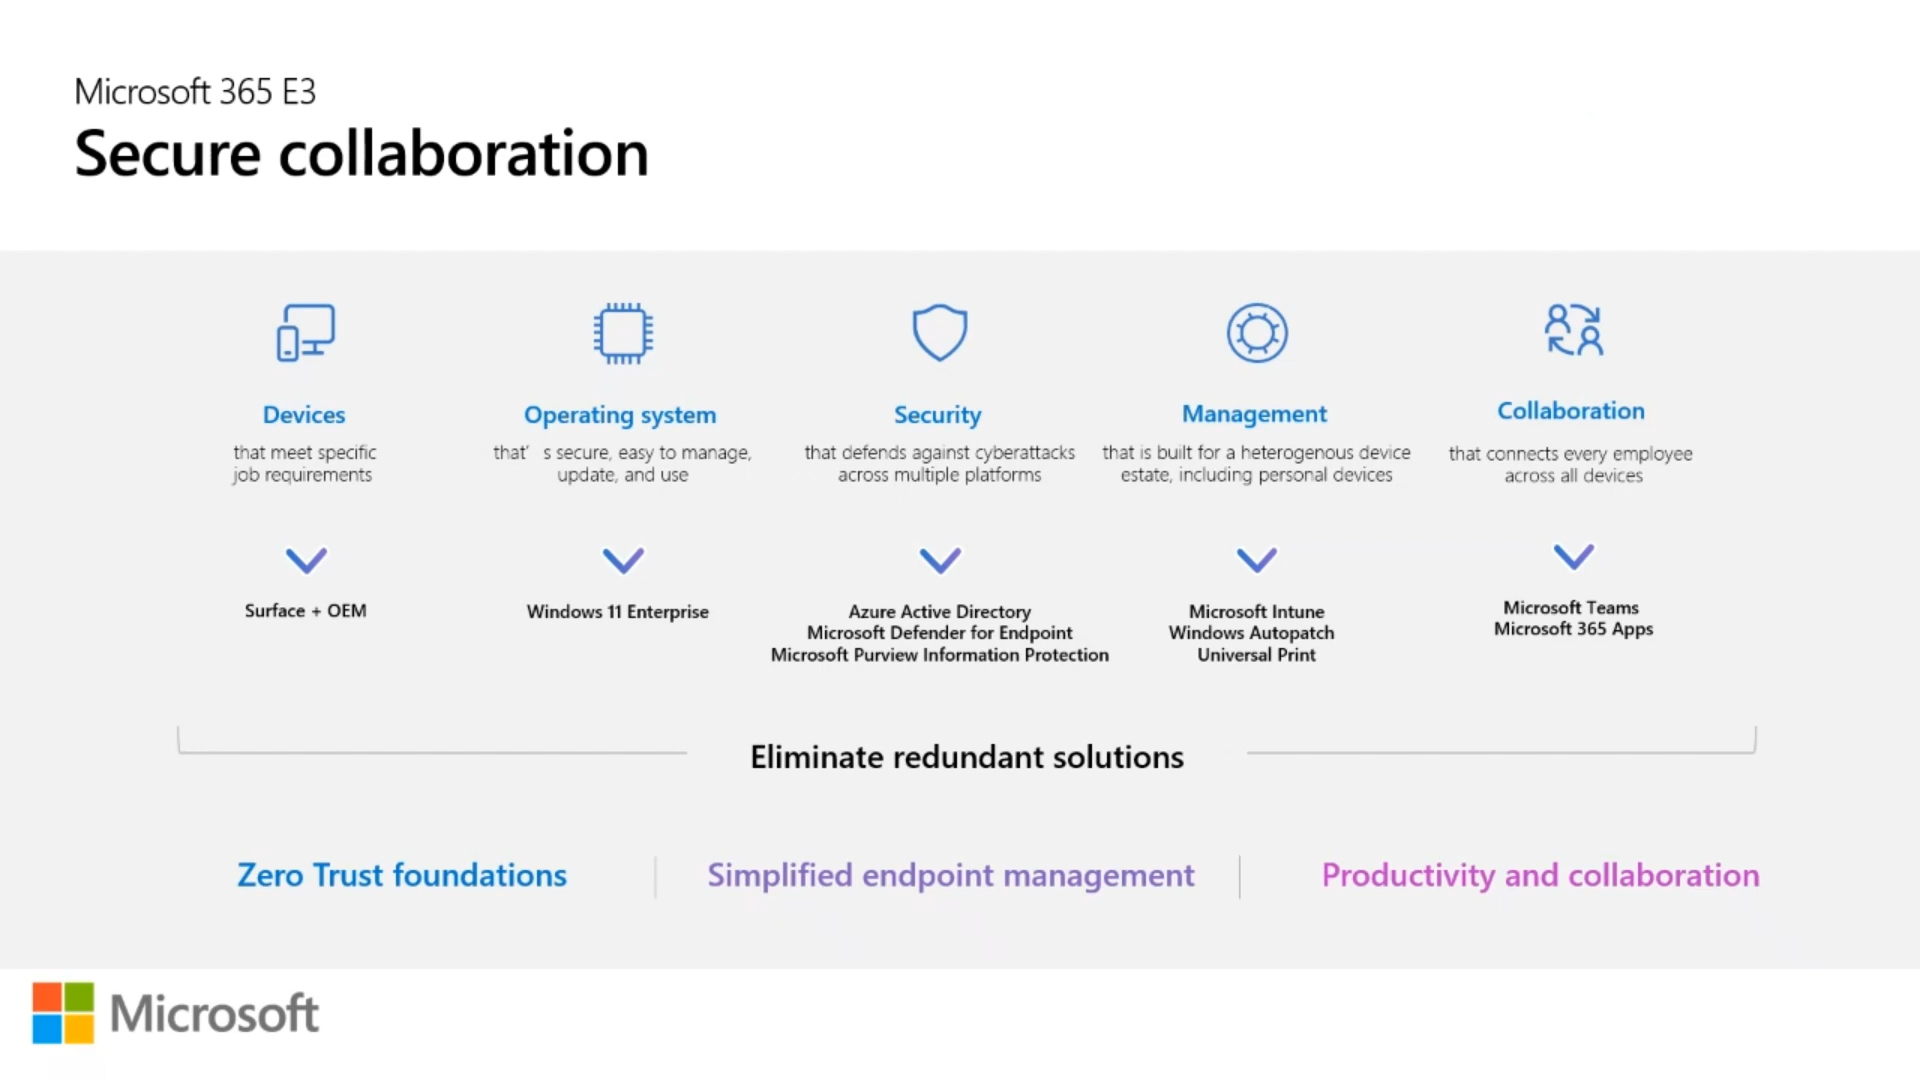 Microsoft 365 E3
Secure collaboration
Devices
that meet specific
job requirements
Surface + OEM
Operating system
that’ s secure, easy to manage,
update, and use
Windows 11 Enterprise
Security
that defends against cyberattacks
across multiple platforms
Azure Active Directory
Microsoft Defender for Endpoint
Microsoft Purview Information Protection
Management
that is built for a heterogenous device
estate, including personal devices
Microsoft Intune
Windows Autopatch
Universal Print
Collaboration
that connects every employee
across all devices
Microsoft Teams
Microsoft 365 Apps
Eliminate redundant solutions
Zero Trust foundations
Simplified endpoint management
Productivity and collaboration
Microsoft